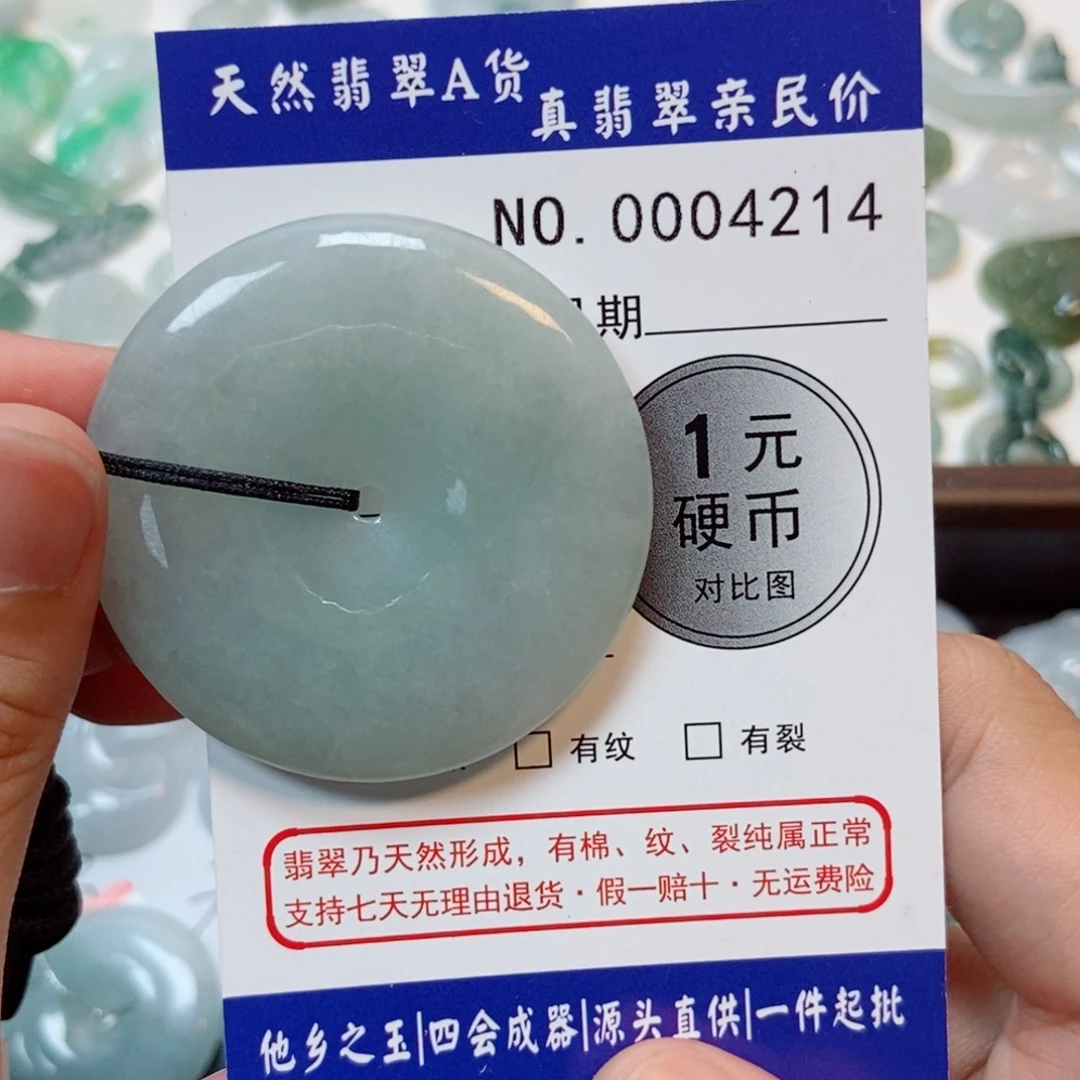 天然翡翠A货
真翡翠亲民价
NO. 0004214
期
1元
硬币
对比图
有纹
有裂
翡翠乃天然形成，有棉、纹、裂纯属正常
支持七天无理由退货·假一赔十·无运费险
他乡之玉|四会成器|源头直供|一件起批